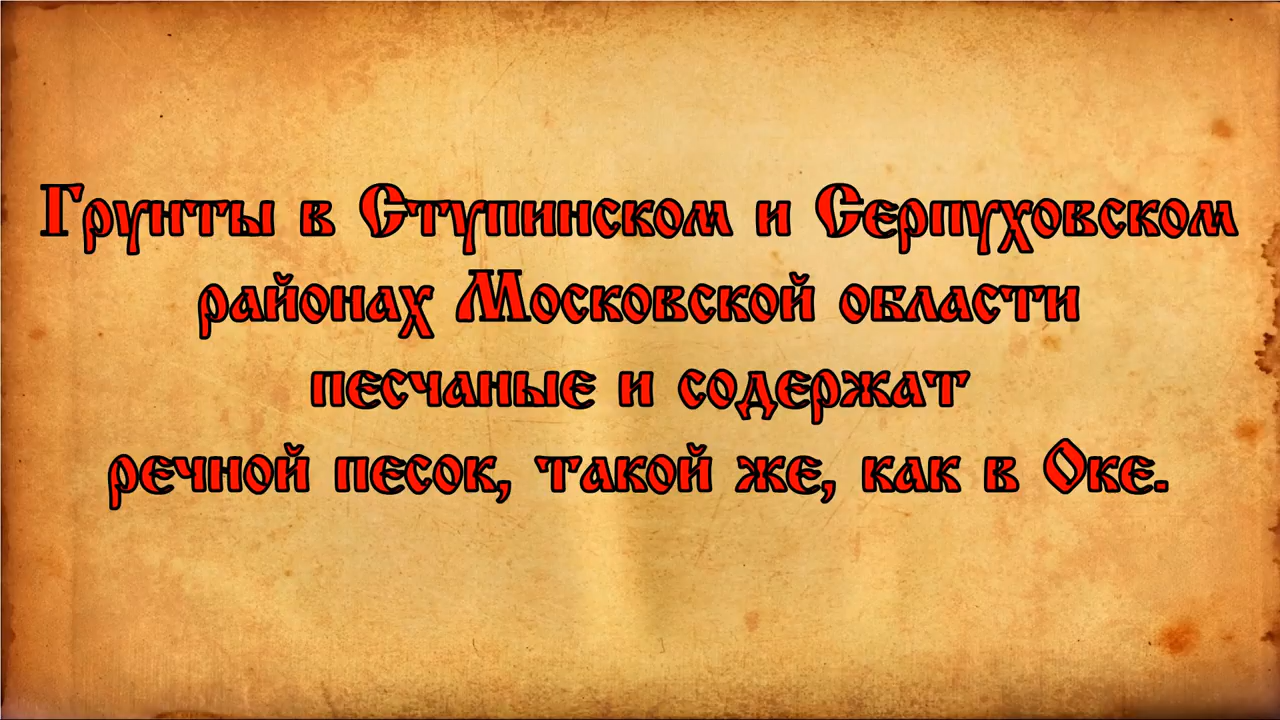 Грунты в Ступинском и Серпуховском
районах Московской области
песчаные и содержат
речной песок, такой же, как в Оке.